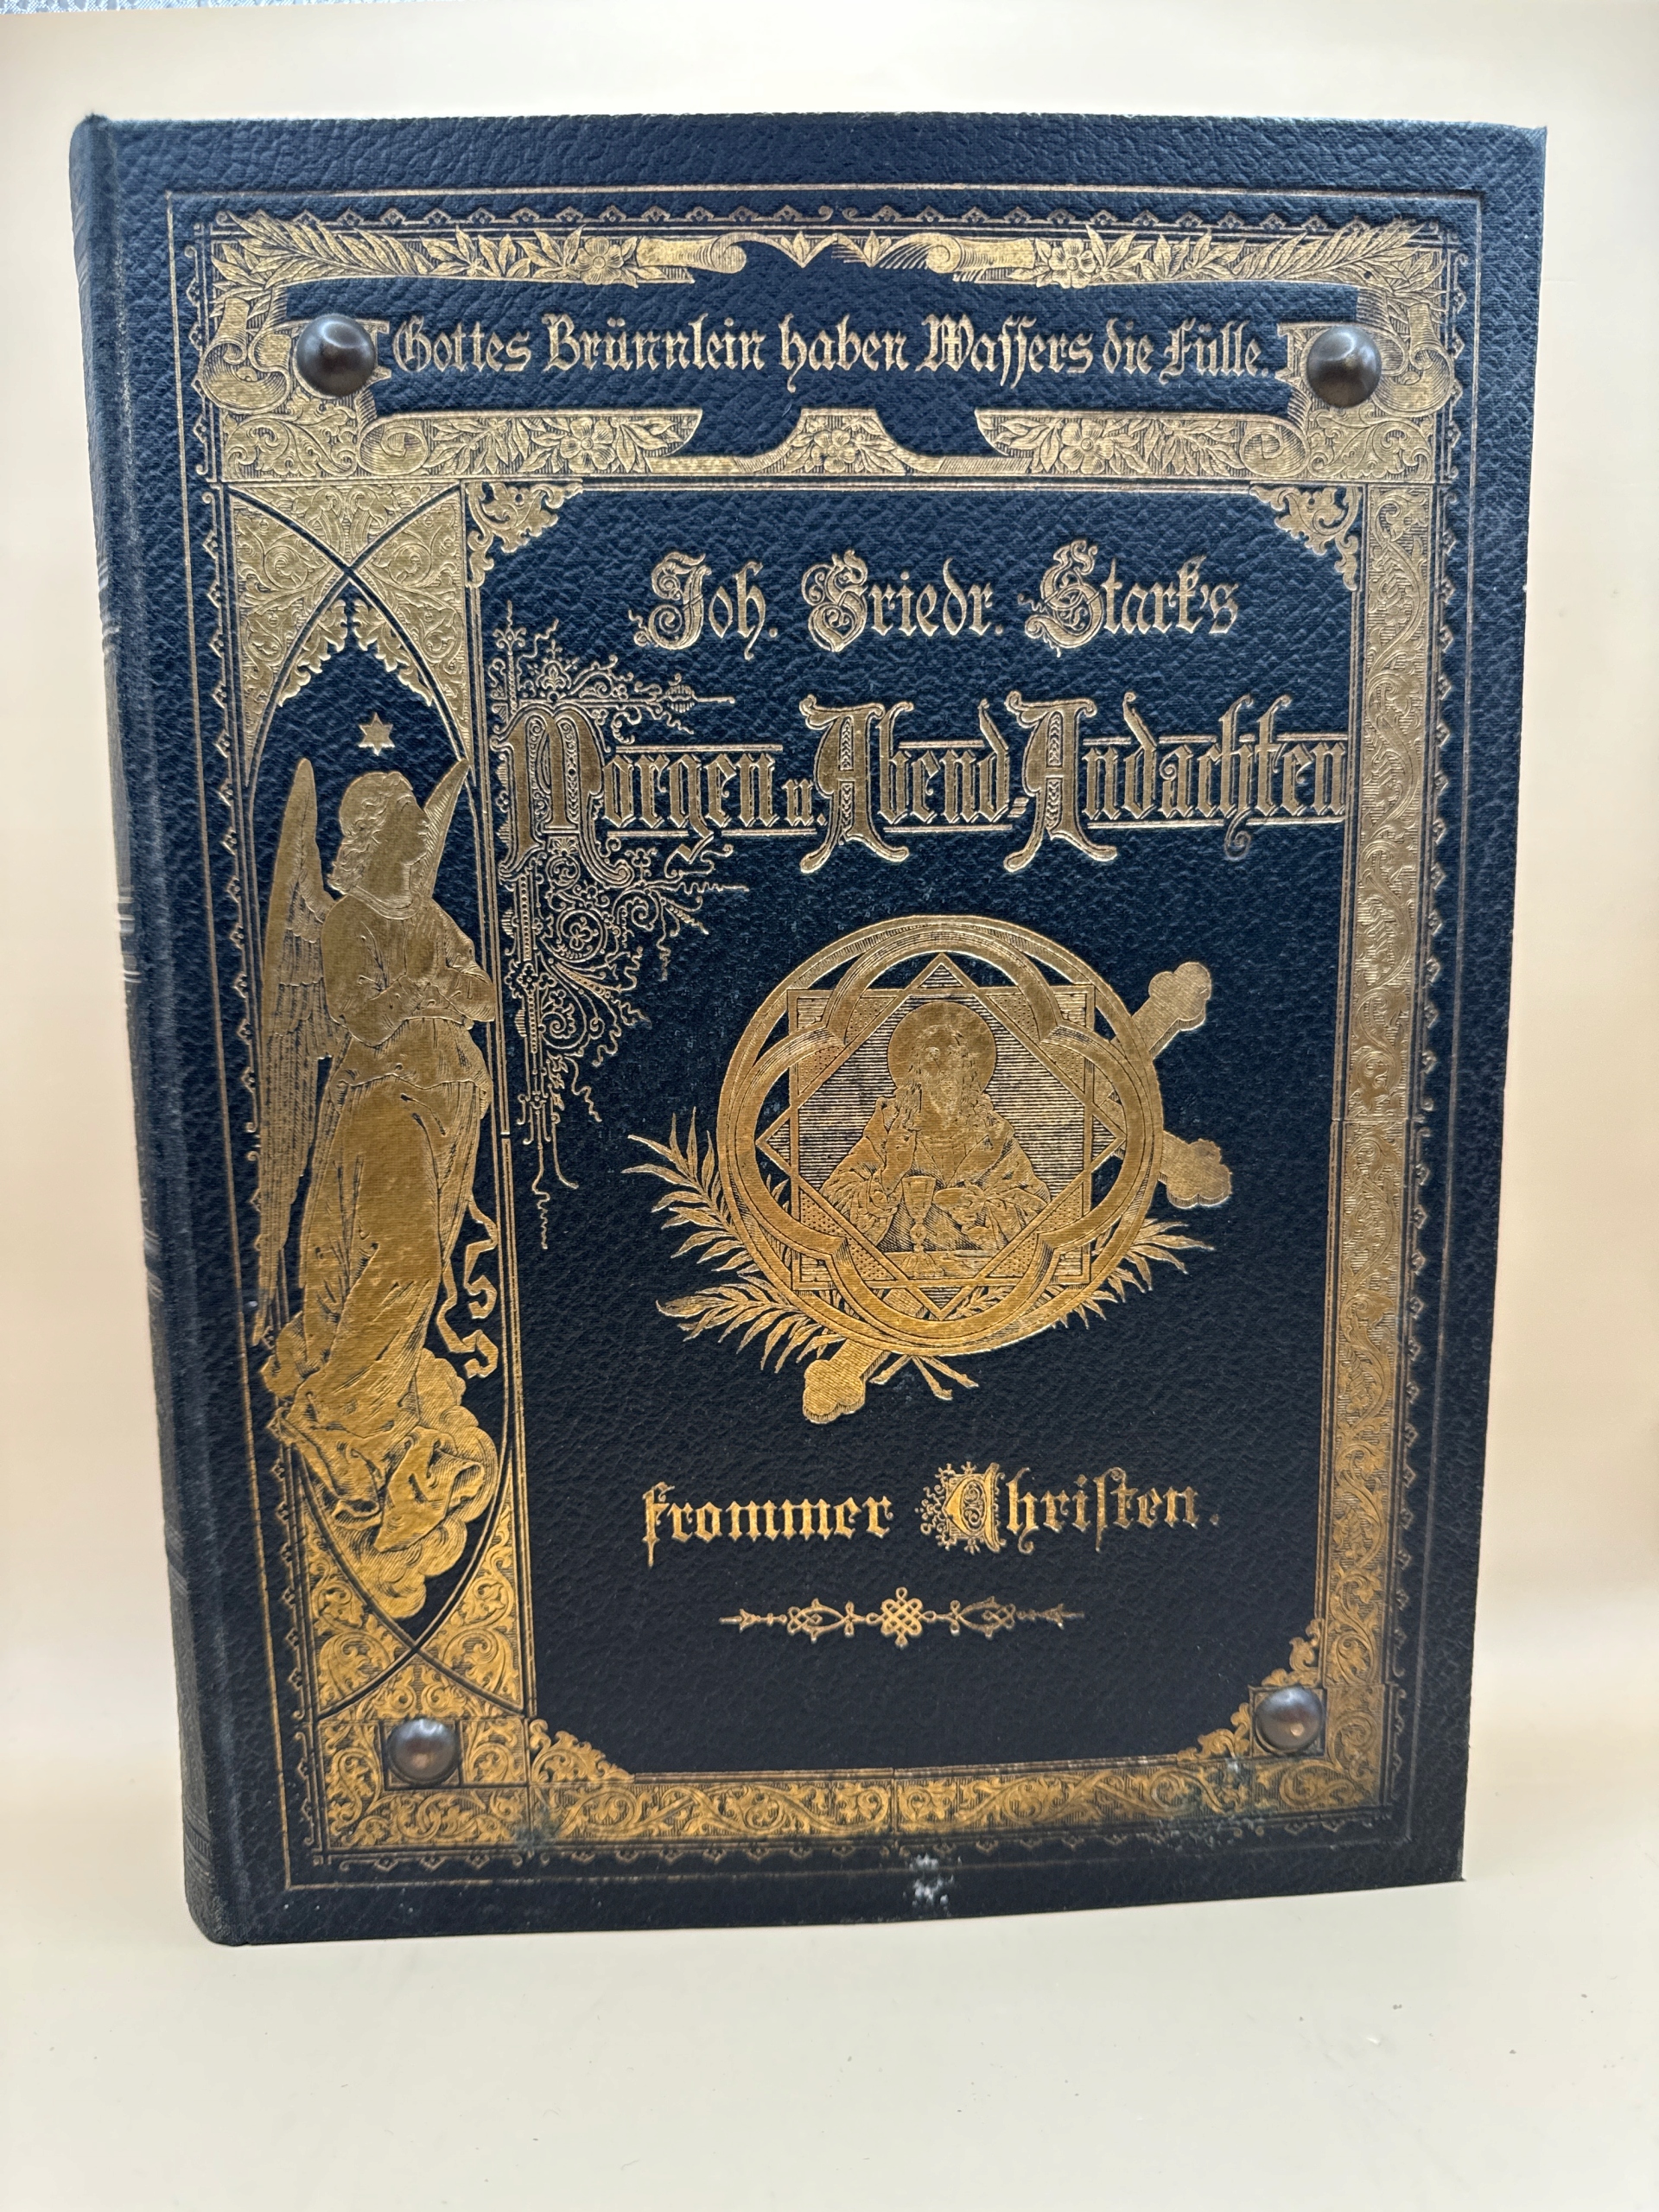 Gottes Brünnlein haben Waſſers die Fülle.
Joh. Friedr. Stark's
Morgen u. Abend-Andachten
frommer Chriſten.